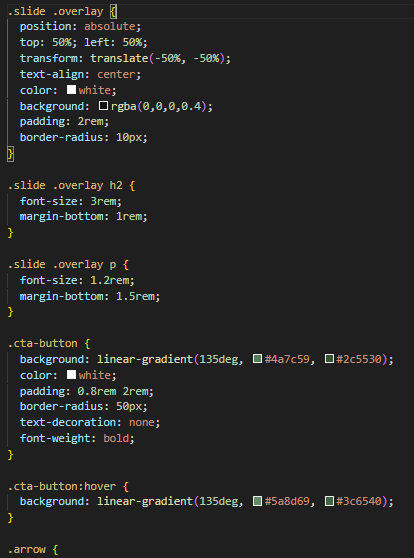 .slide .overlay {
position: absolute;
top: 50%; left: 50%;
transform: translate(-50%, -50%);
text-align: center;
color: white;
background: rgba(0,0,0,0.4);
padding: 2rem;
border-radius: 10px;
}
.slide .overlay h2 {
font-size: 3rem;
margin-bottom: 1rem;
}
.slide .overlay p {
font-size: 1.2rem;
margin-bottom: 1.5rem;
}
.cta-button {
background: linear-gradient(135deg, #4a7c59, #2c5530);
color: white;
padding: 0.8rem 2rem;
border-radius: 50px;
text-decoration: none;
font-weight: bold;
}
.cta-button:hover {
background: linear-gradient(135deg, #5a8d69, #3c6540);
}
.arrow {